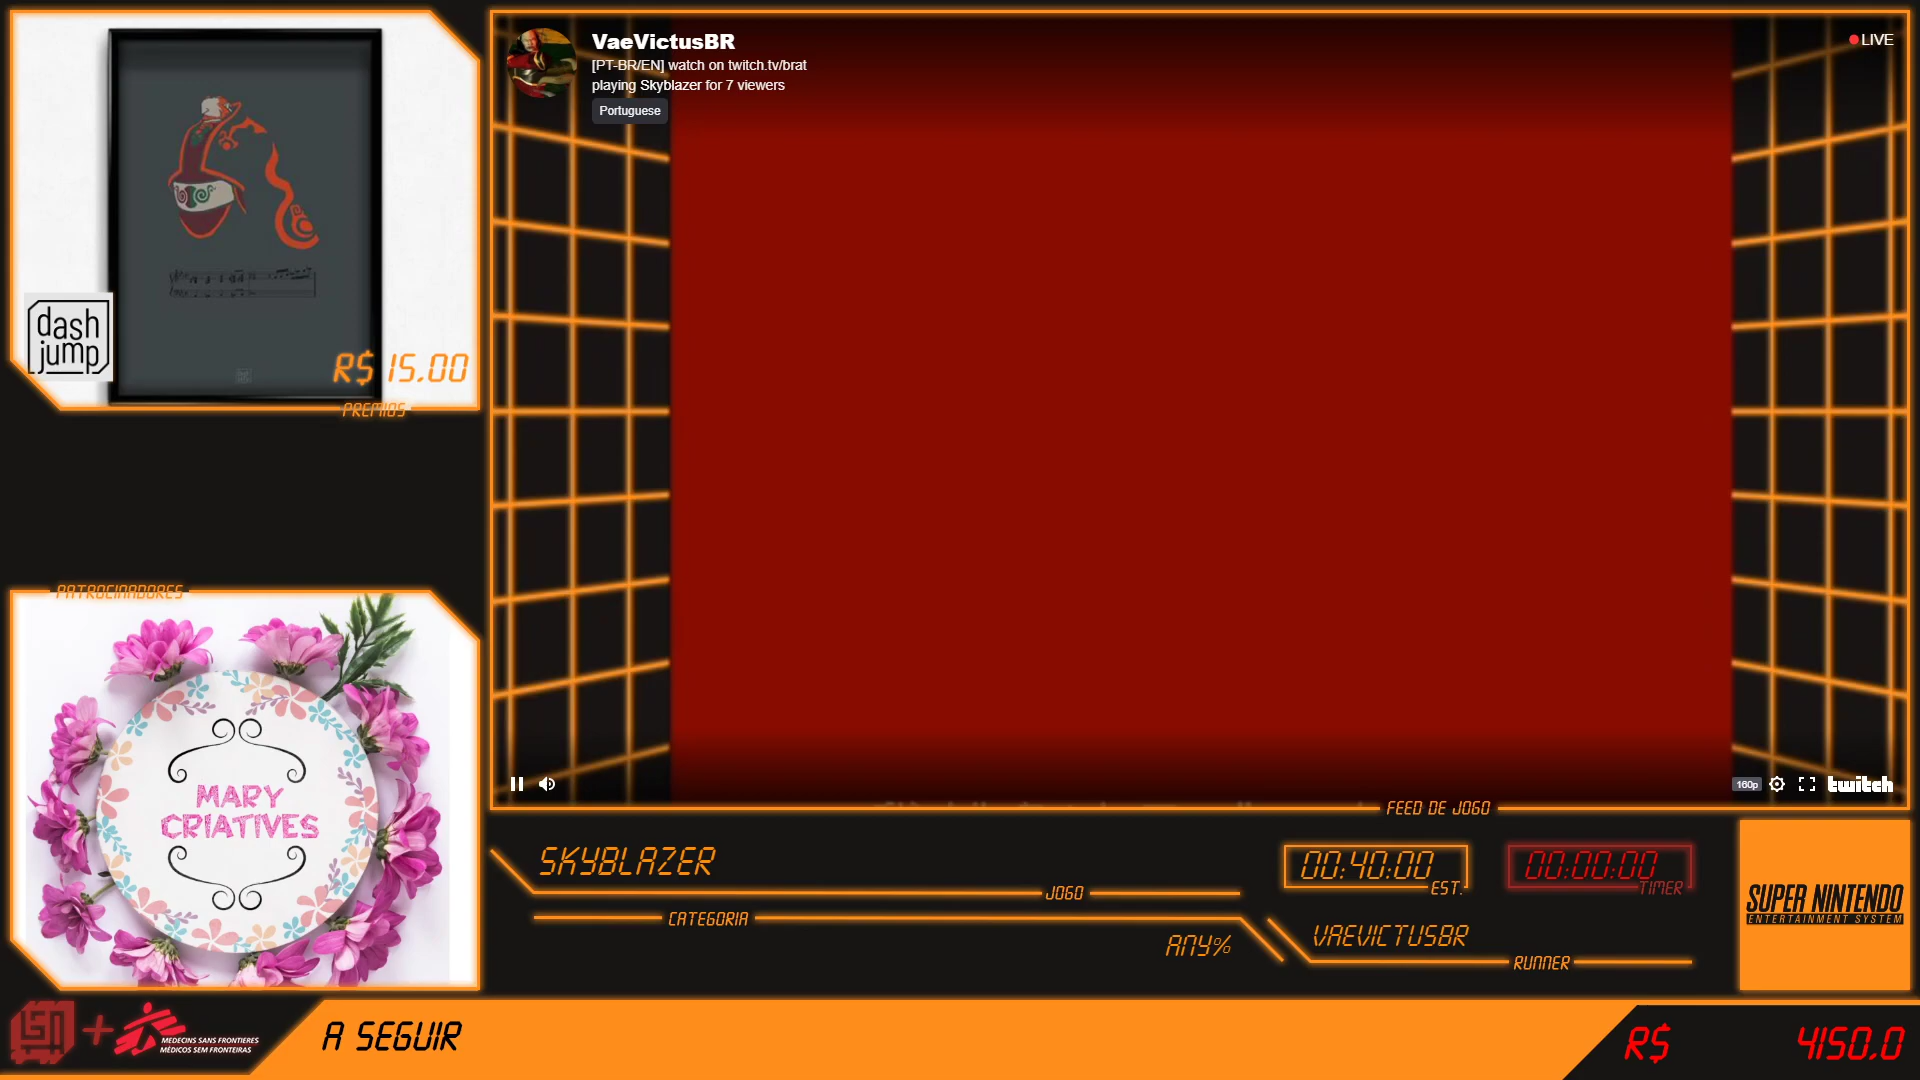 VaeVictusBR
[PT-BR/EN] watch on twitch.tv/brat
playing Skyblazer for 7 viewers
Portuguese
LIVE
dash
jump
R$ 15.00
PREMIOS
PATROCINADORES
MARY
CRIATIVES
160p
twitch
FEED DE JOGO
SKYBLAZER
JOGO
00:40:00
EST.
00:00:00
TIMER
CATEGORIA
ANY%
VAEVICTUSBR
RUNNER
SUPER NINTENDO
ENTERTAINMENT SYSTEM
MEDECINS SANS FRONTIERES
MÉDICOS SEM FRONTEIRAS
A SEGUIR
R$ 4150.0